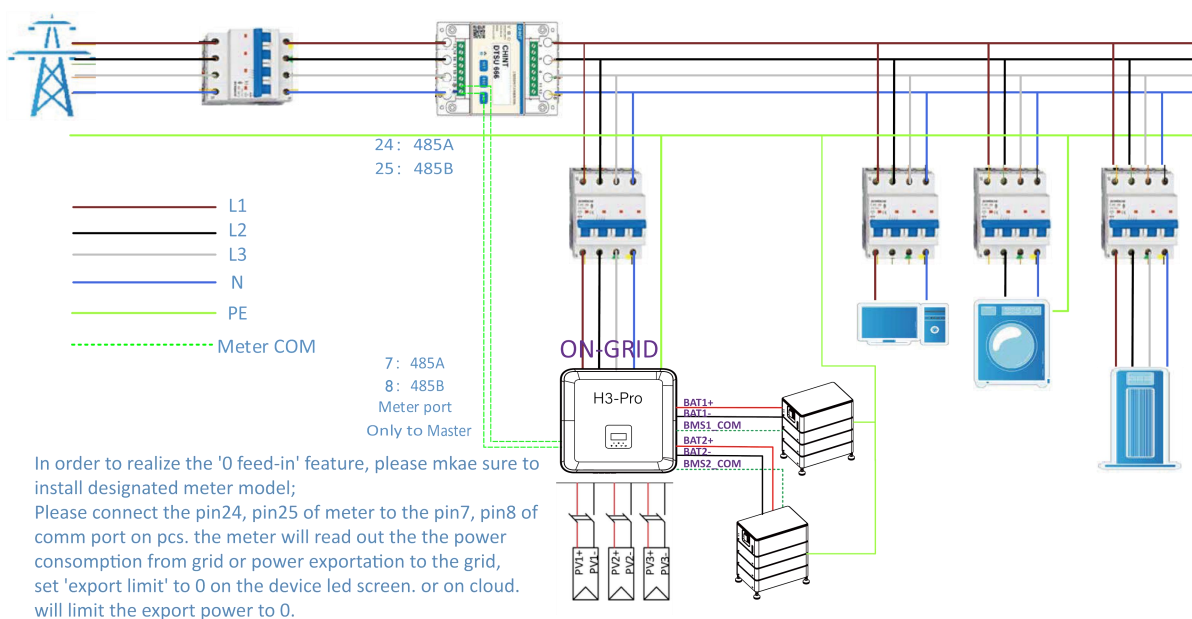 CHINT
DTSU 666
24: 485A
25: 485B
L1
L2
L3
N
PE
Meter COM
7: 485A
8: 485B
Meter port
Only to Master
ON-GRID
H3-Pro
BAT1+
BAT1-
BMS1_COM
BAT2+
BAT2-
BMS2_COM
PV1+
PV1-
PV2+
PV2-
PV3+
PV3-
In order to realize the '0 feed-in' feature, please mkae sure to
install designated meter model;
Please connect the pin24, pin25 of meter to the pin7, pin8 of
comm port on pcs. the meter will read out the the power
consomption from grid or power exportation to the grid,
set 'export limit' to 0 on the device led screen. or on cloud.
will limit the export power to 0.